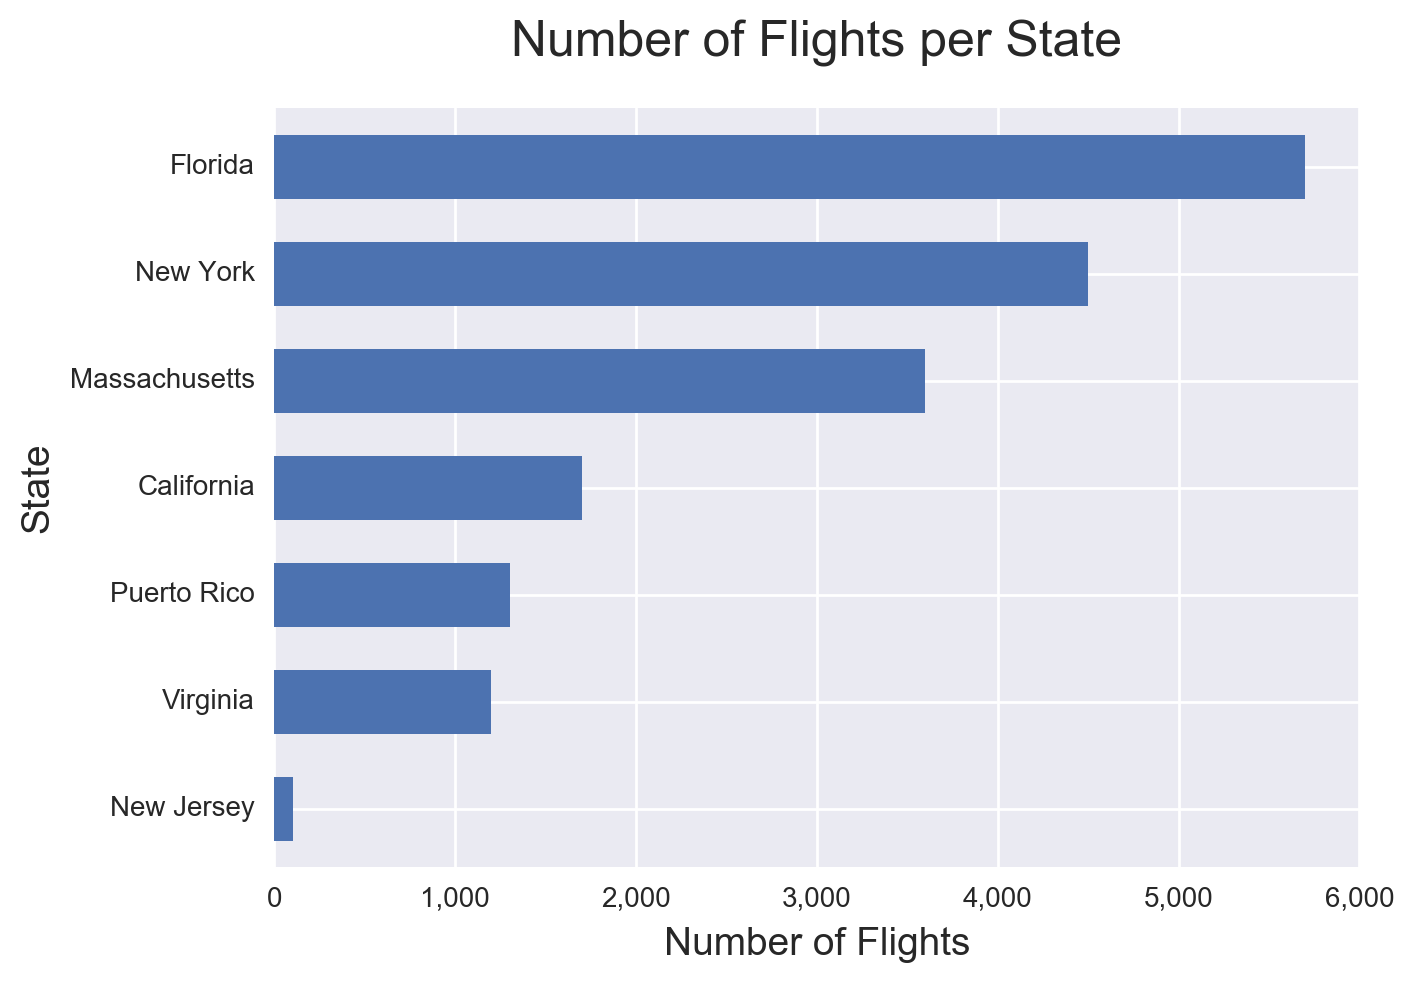 Number of Flights per State
Florida
New York
Massachusetts
California
Puerto Rico
Virginia
New Jersey
State
0 1,000 2,000 3,000 4,000 5,000 6,000
Number of Flights